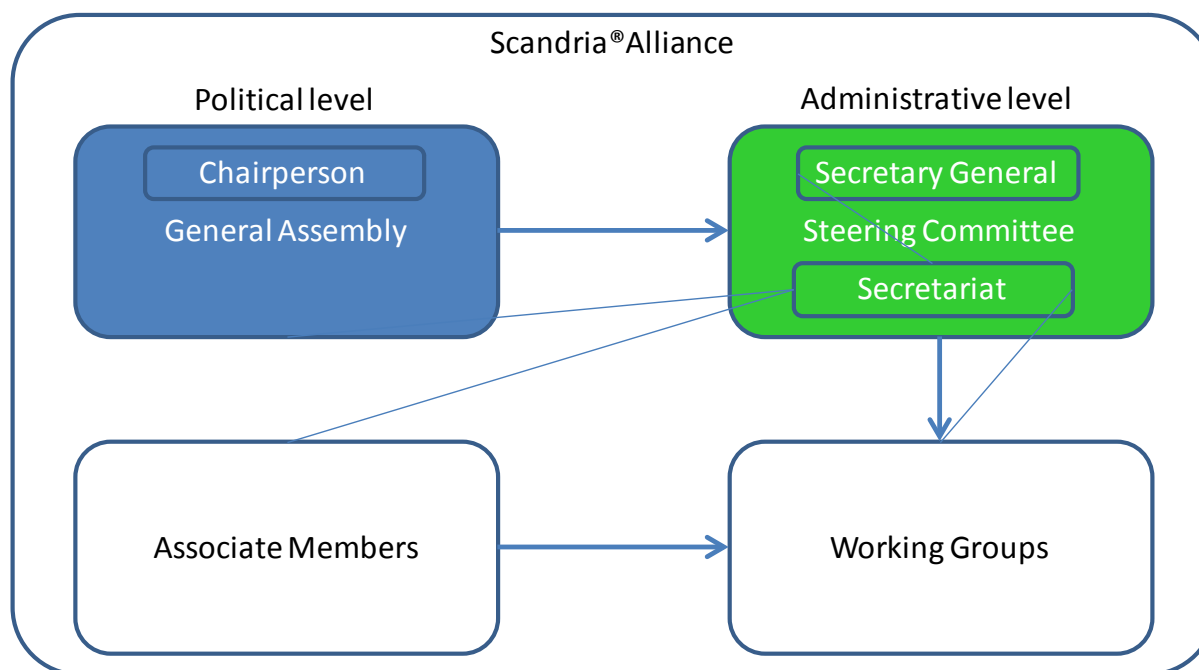 Scandria®Alliance
Political level
Administrative level
Chairperson
General Assembly
Secretary General
Steering Committee
Secretariat
Associate Members
Working Groups